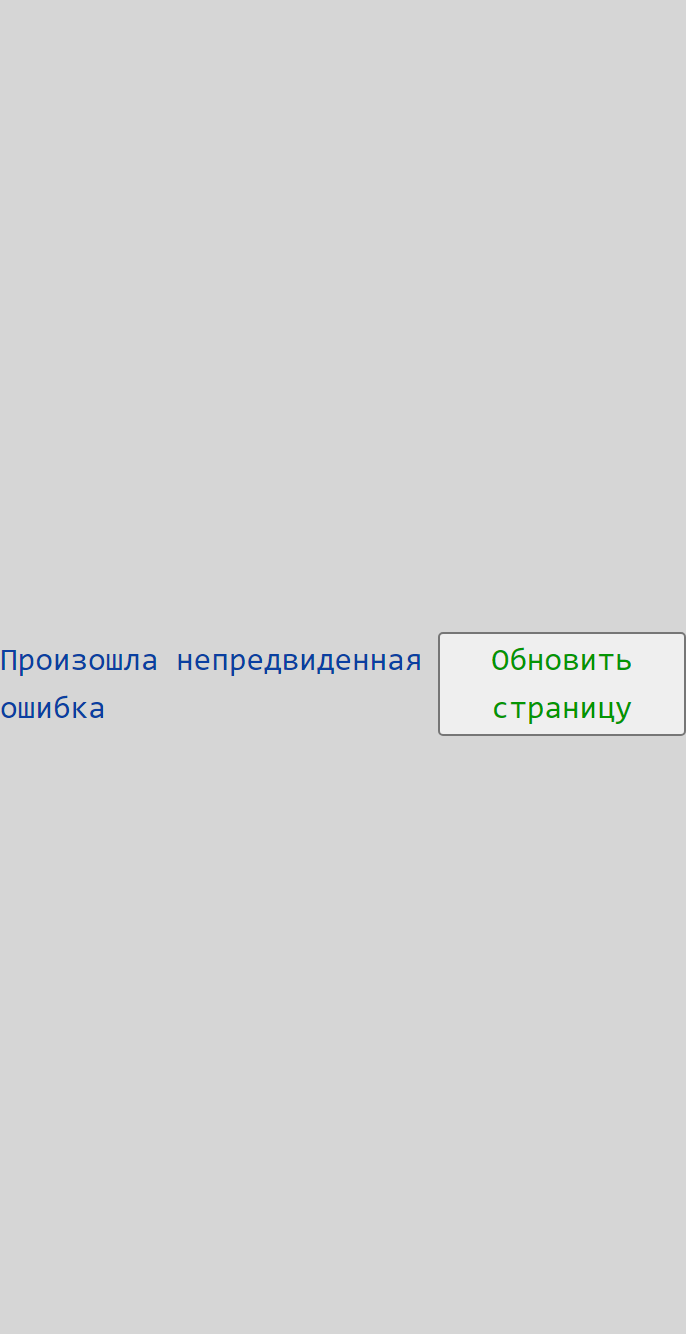 Произошла непредвиденная
ошибка
Обновить
страницу